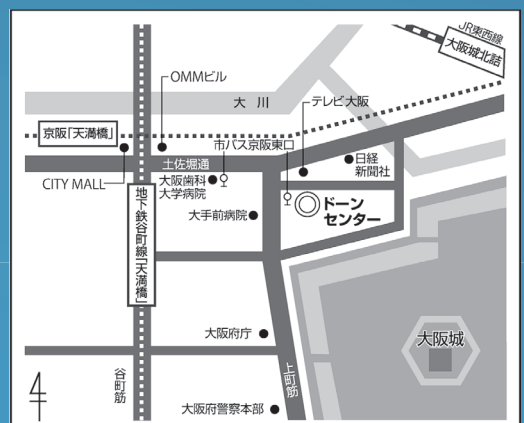 JR東西線
大阪城北詰
OMMビル
大 川
テレビ大阪
京阪「天満橋」
市バス京阪東口
土佐堀通
日経
新聞社
CITY MALL
大阪歯科
大学病院
地下鉄谷町線「天満橋」
ドーン
センター
大手前病院
大阪府庁
大阪城
上町筋
谷町筋
大阪府警察本部
4